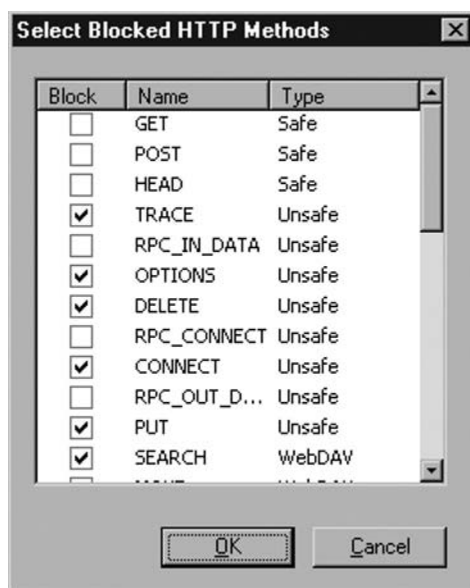 Select Blocked HTTP Methods
Block Name Type
GET Safe
POST Safe
HEAD Safe
TRACE Unsafe
RPC_IN_DATA Unsafe
OPTIONS Unsafe
DELETE Unsafe
RPC_CONNECT Unsafe
CONNECT Unsafe
RPC_OUT_D... Unsafe
PUT Unsafe
SEARCH WebDAV
OK Cancel